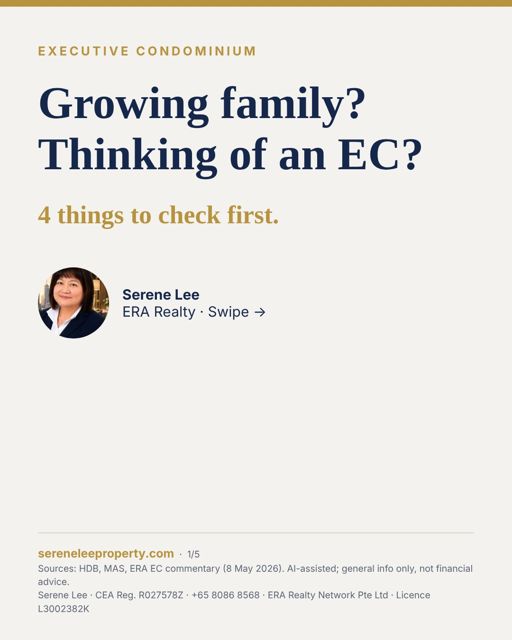 EXECUTIVE CONDOMINIUM
Growing family?
Thinking of an EC?
4 things to check first.
Serene Lee
ERA Realty · Swipe →
sereneleeproperty.com · 1/5
Sources: HDB, MAS, ERA EC commentary (8 May 2026). AI-assisted; general info only, not financial
advice.
Serene Lee · CEA Reg. R027578Z · +65 8086 8568 · ERA Realty Network Pte Ltd · Licence
L3002382K